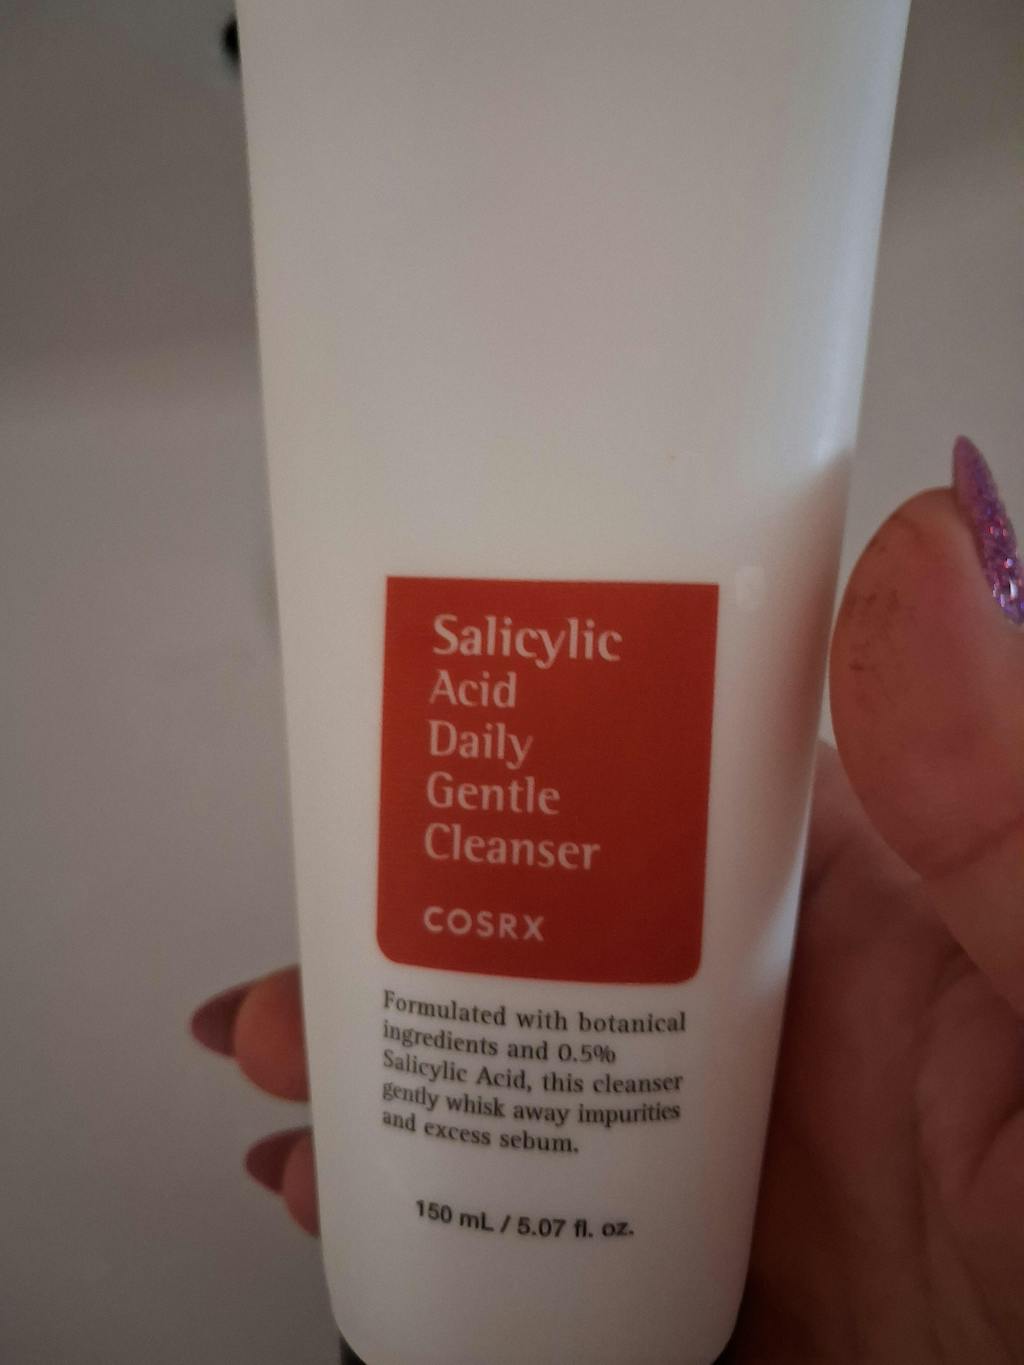 Salicylic
Acid
Daily
Gentle
Cleanser
COSRX
Formulated with botanical
ingredients and 0.5%
Salicylic Acid, this cleanser
gently whisk away impurities
and excess sebum.
150 mL / 5.07 fl. oz.